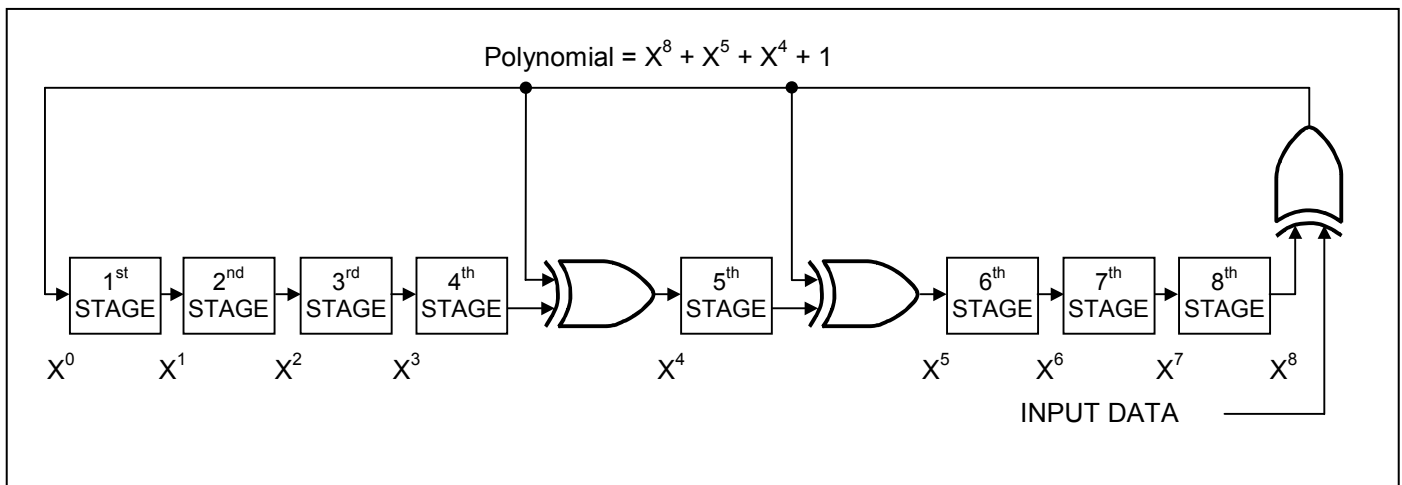 Polynomial = X⁸ + X⁵ + X⁴ + 1
1ˢᵗ
STAGE
2ⁿᵈ
STAGE
3ʳᵈ
STAGE
4ᵗʰ
STAGE
5ᵗʰ
STAGE
6ᵗʰ
STAGE
7ᵗʰ
STAGE
8ᵗʰ
STAGE
X⁰ X¹ X² X³ X⁴ X⁵ X⁶ X⁷ X⁸
INPUT DATA